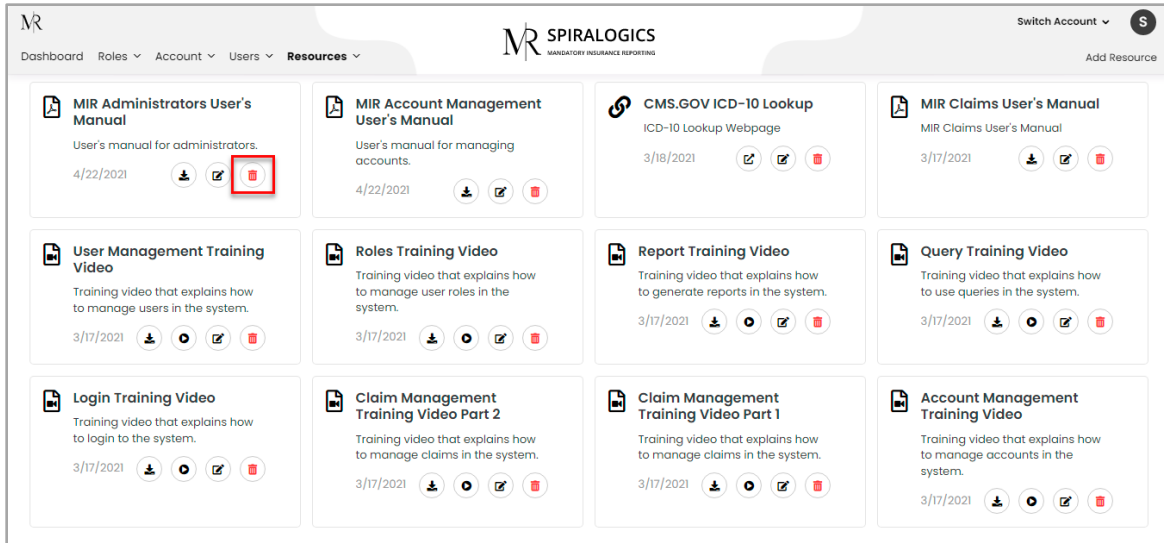 MR
Switch Account
S
MR SPIRALOGICS
MANDATORY INSURANCE REPORTING
Dashboard Roles Account Users Resources
Add Resource
MIR Administrators User's
Manual
User's manual for administrators.
4/22/2021
MIR Account Management
User's Manual
User's manual for managing
accounts.
4/22/2021
CMS.GOV ICD-10 Lookup
ICD-10 Lookup Webpage
3/18/2021
MIR Claims User's Manual
MIR Claims User's Manual
3/17/2021
User Management Training
Video
Training video that explains how
to manage users in the system.
3/17/2021
Roles Training Video
Training video that explains how
to manage user roles in the
system.
3/17/2021
Report Training Video
Training video that explains how
to generate reports in the system.
3/17/2021
Query Training Video
Training video that explains how
to use queries in the system.
3/17/2021
Login Training Video
Training video that explains how
to login to the system.
3/17/2021
Claim Management
Training Video Part 2
Training video that explains how
to manage claims in the system.
3/17/2021
Claim Management
Training Video Part 1
Training video that explains how
to manage claims in the system.
3/17/2021
Account Management
Training Video
Training video that explains how
to manage accounts in the
system.
3/17/2021